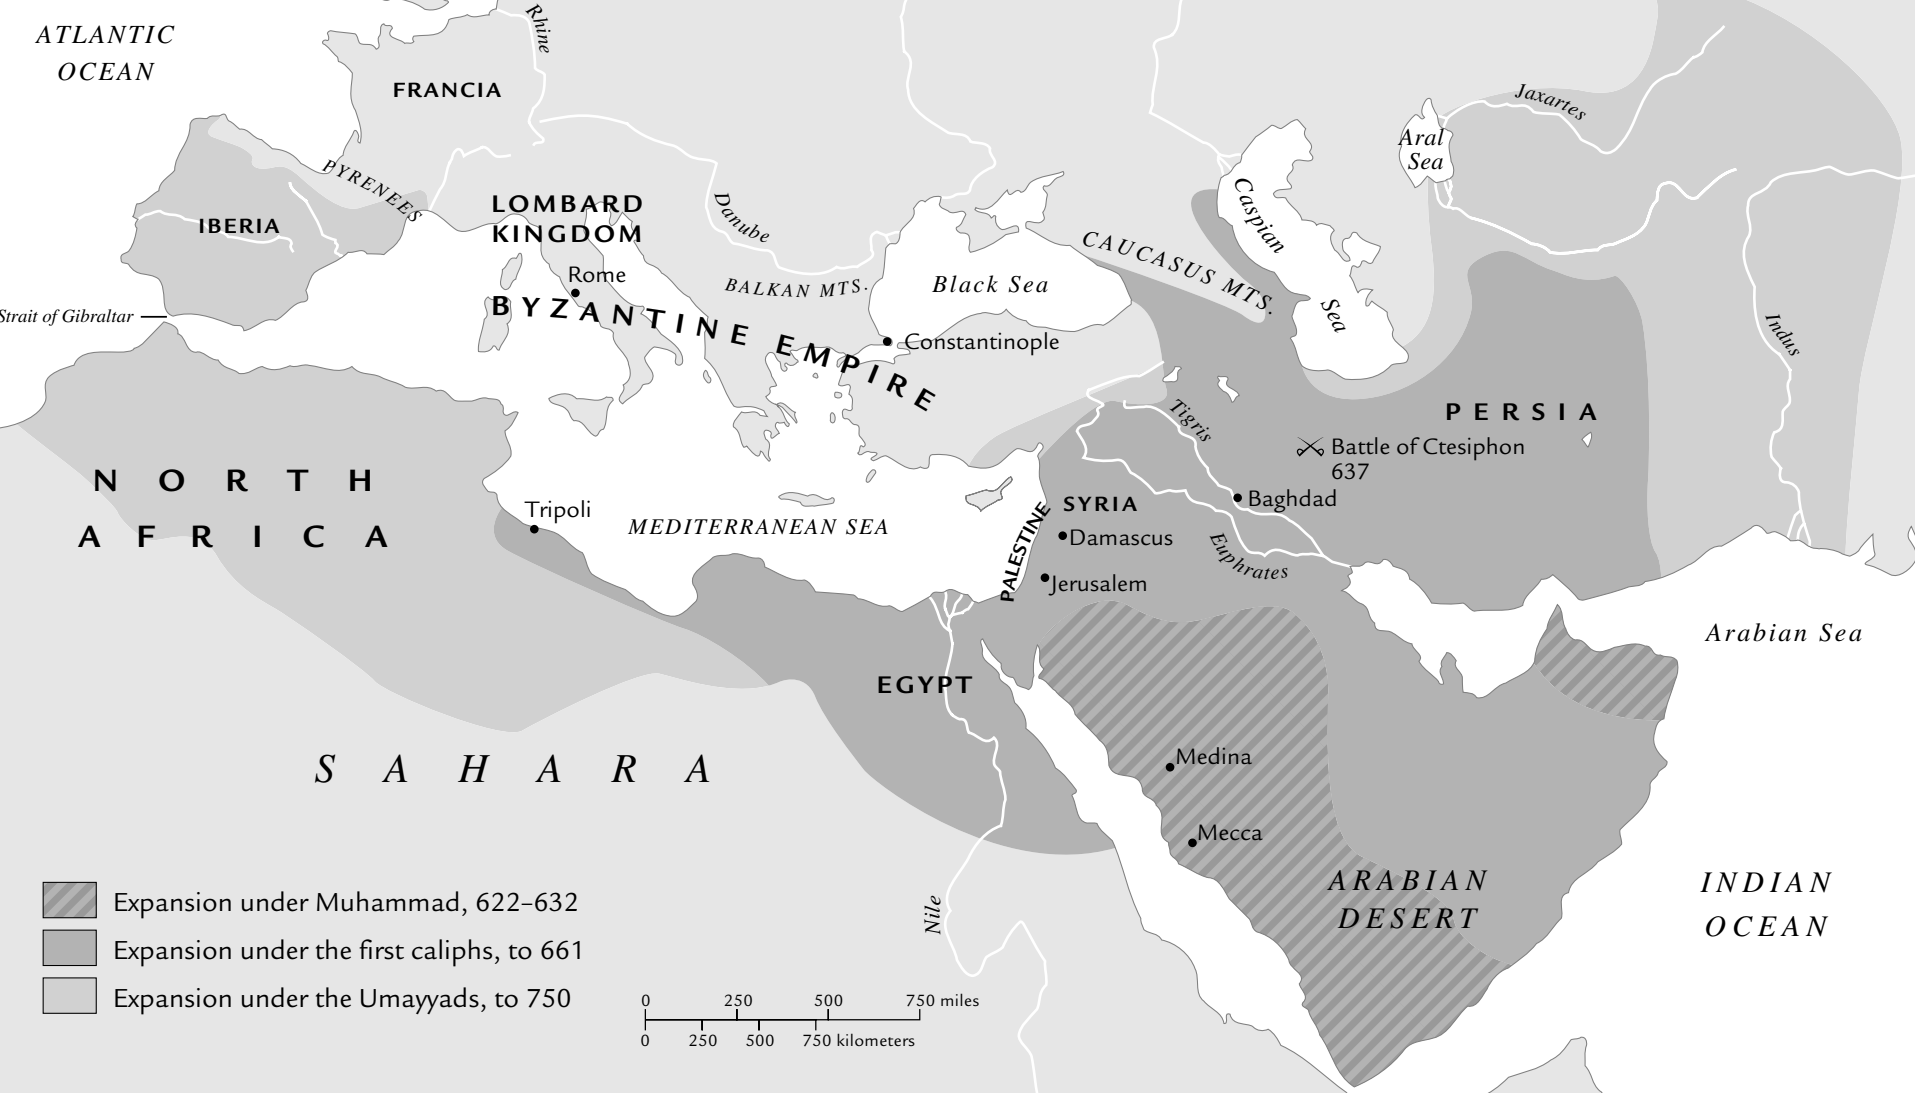 ATLANTIC
OCEAN
Rhine
FRANCIA
Jaxartes
Aral
Sea
PYRENEES
IBERIA
LOMBARD
KINGDOM
Danube
Caspian
Sea
CAUCASUS MTS.
Rome
BALKAN MTS.
Black Sea
Strait of Gibraltar
BYZANTINE EMPIRE
Constantinople
Indus
PERSIA
Tigris
Battle of Ctesiphon
637
NORTH
AFRICA
Tripoli
MEDITERRANEAN SEA
PALESTINE
SYRIA
Baghdad
Damascus
Euphrates
Jerusalem
Arabian Sea
EGYPT
SAHARA
Medina
Mecca
ARABIAN
DESERT
INDIAN
OCEAN
Nile
Expansion under Muhammad, 622–632
Expansion under the first caliphs, to 661
Expansion under the Umayyads, to 750
0 250 500 750 miles
0 250 500 750 kilometers